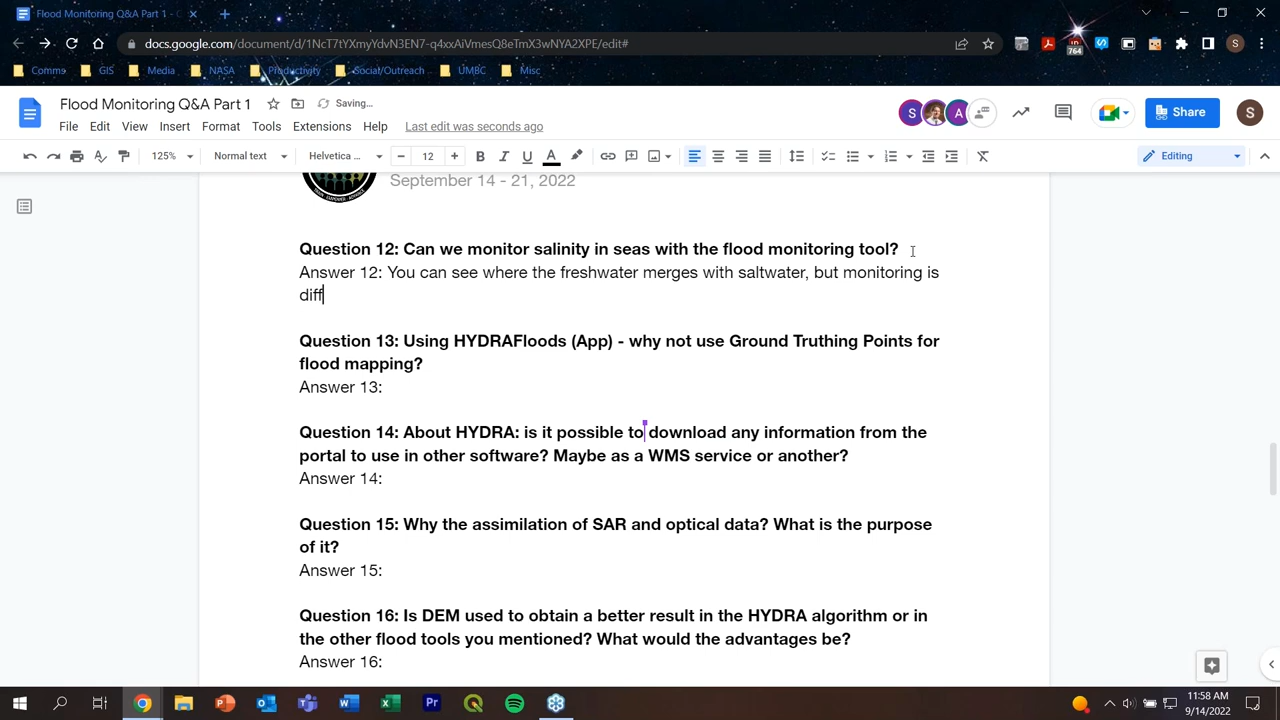 Flood Monitoring Q&A Part 1 - G
docs.google.com/document/d/1NcT7tYXmyYdvN3EN7-q4xxAiVmesQ8eTmX3wNYA2XPE/edit#
764
S
Comms
GIS
Media
NASA
Productivity
Social/Outreach
UMBC
Misc
Flood Monitoring Q&A Part 1
Saving...
S
A
Share
S
File Edit View Insert Format Tools Extensions Help Last edit was seconds ago
125% Normal text Helvetica ... 12 B I U A Editing
September 14 - 21, 2022
Question 12: Can we monitor salinity in seas with the flood monitoring tool?
Answer 12: You can see where the freshwater merges with saltwater, but monitoring is
diff
Question 13: Using HYDRAFloods (App) - why not use Ground Truthing Points for
flood mapping?
Answer 13:
Question 14: About HYDRA: is it possible to download any information from the
portal to use in other software? Maybe as a WMS service or another?
Answer 14:
Question 15: Why the assimilation of SAR and optical data? What is the purpose
of it?
Answer 15:
Question 16: Is DEM used to obtain a better result in the HYDRA algorithm or in
the other flood tools you mentioned? What would the advantages be?
Answer 16:
11:58 AM
9/14/2022